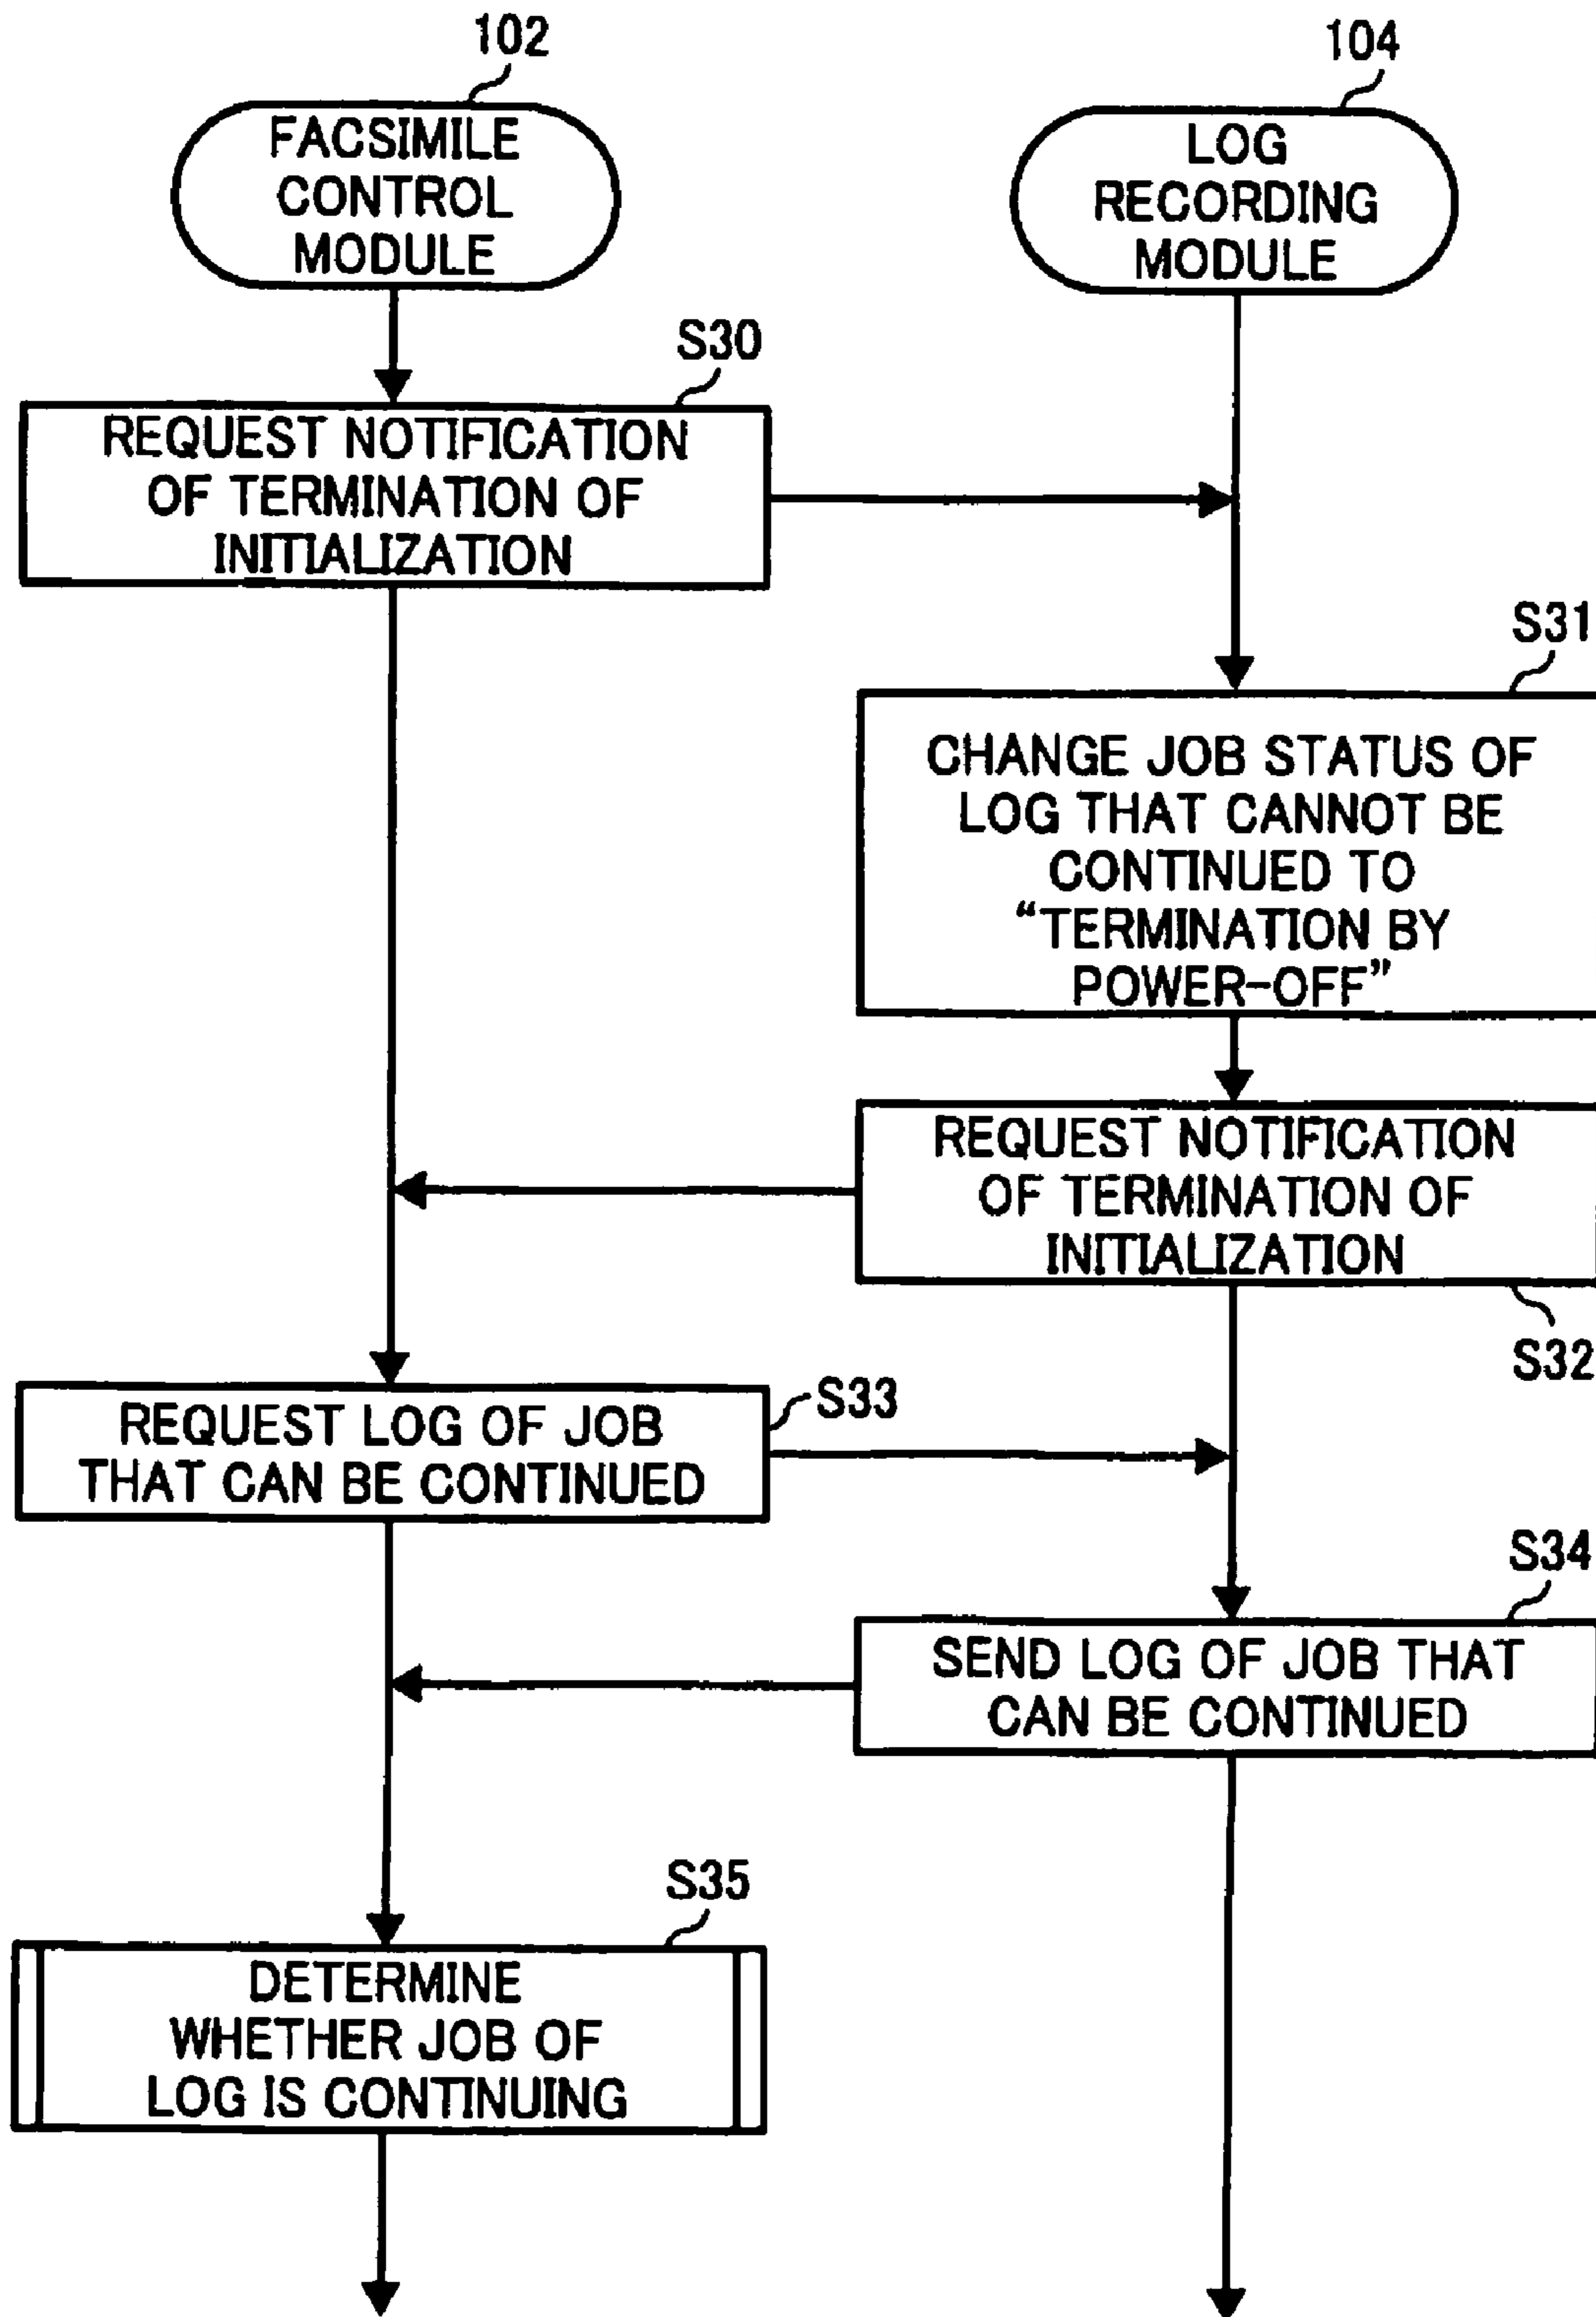 102
FACSIMILE
CONTROL
MODULE
104
LOG
RECORDING
MODULE
S30
REQUEST NOTIFICATION
OF TERMINATION OF
INITIALIZATION
S31
CHANGE JOB STATUS OF
LOG THAT CANNOT BE
CONTINUED TO
“TERMINATION BY
POWER-OFF”
REQUEST NOTIFICATION
OF TERMINATION OF
INITIALIZATION
S32
REQUEST LOG OF JOB
THAT CAN BE CONTINUED
S33
S34
SEND LOG OF JOB THAT
CAN BE CONTINUED
S35
DETERMINE
WHETHER JOB OF
LOG IS CONTINUING